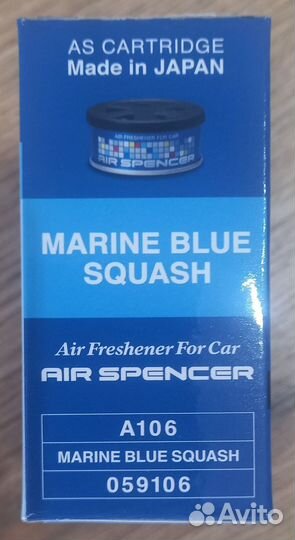 AS CARTRIDGE
Made in JAPAN
AIR FRESHENER FOR CAR
AIR SPENCER
MARINE BLUE
SQUASH
Air Freshener For Car
AIR SPENCER
A106
MARINE BLUE SQUASH
059106
Avito